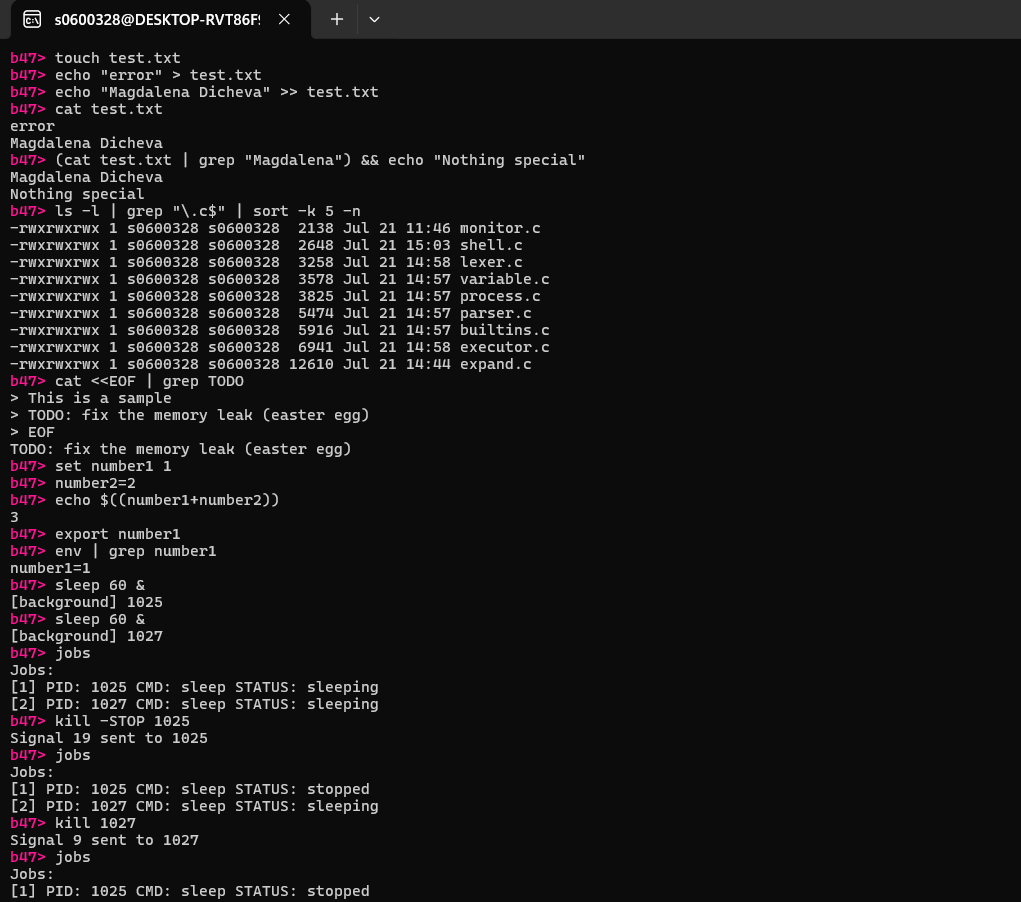 s0600328@DESKTOP-RVT86F9
b47> touch test.txt
b47> echo "error" > test.txt
b47> echo "Magdalena Dicheva" >> test.txt
b47> cat test.txt
error
Magdalena Dicheva
b47> (cat test.txt | grep "Magdalena") && echo "Nothing special"
Magdalena Dicheva
Nothing special
b47> ls -l | grep "\.c$" | sort -k 5 -n
-rwxrwxrwx 1 s0600328 s0600328  2138 Jul 21 11:46 monitor.c
-rwxrwxrwx 1 s0600328 s0600328  2648 Jul 21 15:03 shell.c
-rwxrwxrwx 1 s0600328 s0600328  3258 Jul 21 14:58 lexer.c
-rwxrwxrwx 1 s0600328 s0600328  3578 Jul 21 14:57 variable.c
-rwxrwxrwx 1 s0600328 s0600328  3825 Jul 21 14:57 process.c
-rwxrwxrwx 1 s0600328 s0600328  5474 Jul 21 14:57 parser.c
-rwxrwxrwx 1 s0600328 s0600328  5916 Jul 21 14:57 builtins.c
-rwxrwxrwx 1 s0600328 s0600328  6941 Jul 21 14:58 executor.c
-rwxrwxrwx 1 s0600328 s0600328 12610 Jul 21 14:44 expand.c
b47> cat <<EOF | grep TODO
> This is a sample
> TODO: fix the memory leak (easter egg)
> EOF
TODO: fix the memory leak (easter egg)
b47> set number1 1
b47> number2=2
b47> echo $((number1+number2))
3
b47> export number1
b47> env | grep number1
number1=1
b47> sleep 60 &
[background] 1025
b47> sleep 60 &
[background] 1027
b47> jobs
Jobs:
[1] PID: 1025 CMD: sleep STATUS: sleeping
[2] PID: 1027 CMD: sleep STATUS: sleeping
b47> kill -STOP 1025
Signal 19 sent to 1025
b47> jobs
Jobs:
[1] PID: 1025 CMD: sleep STATUS: stopped
[2] PID: 1027 CMD: sleep STATUS: sleeping
b47> kill 1027
Signal 9 sent to 1027
b47> jobs
Jobs:
[1] PID: 1025 CMD: sleep STATUS: stopped